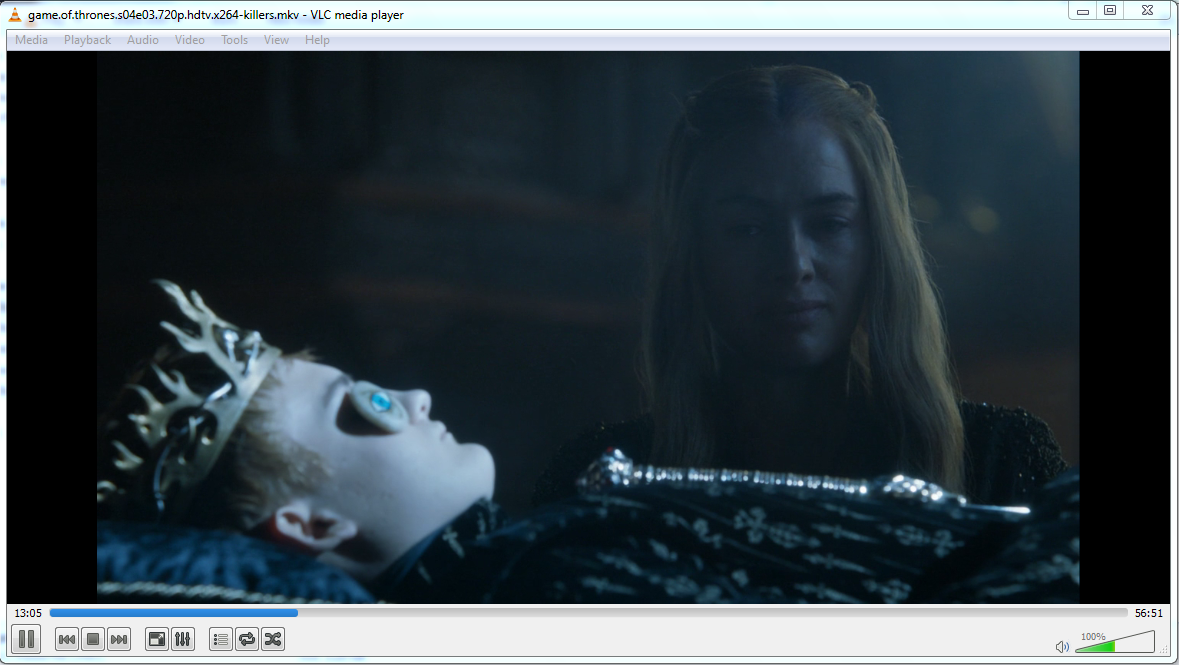 game.of.thrones.s04e03.720p.hdtv.x264-killers.mkv - VLC media player
Media Playback Audio Video Tools View Help
13:05 56:51
100%